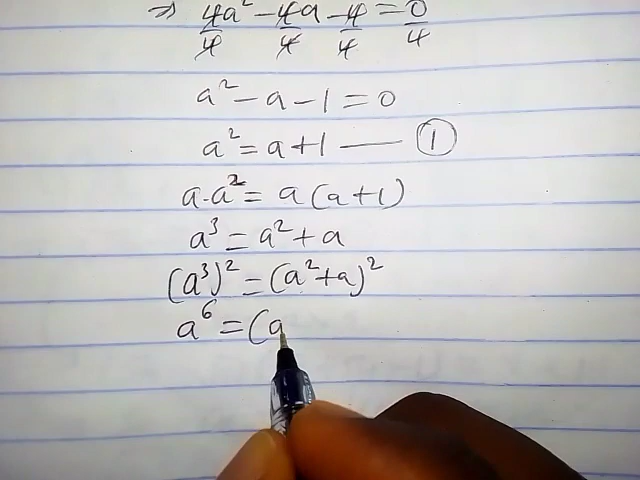 ⇒ 4a²/4 - 4a/4 - 4/4 = 0/4
a² - a - 1 = 0
a² = a + 1 —— ①
a·a² = a(a+1)
a³ = a² + a
(a³)² = (a²+a)²
a⁶ = (a